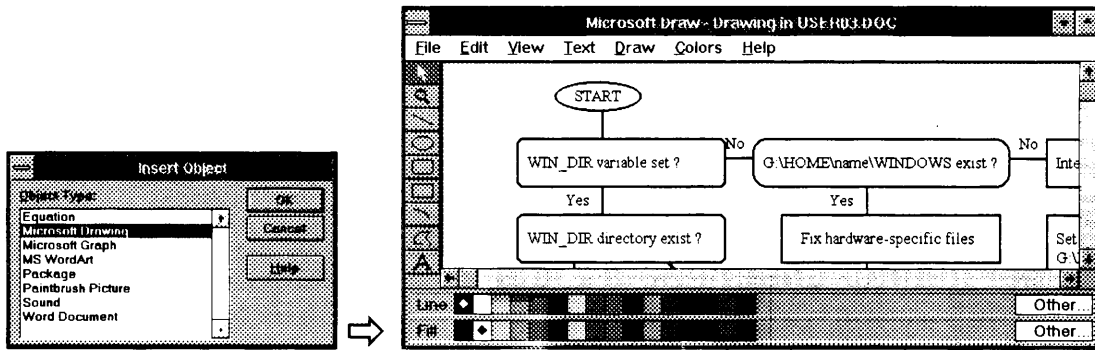 Insert Object
Object Type:
Equation
Microsoft Drawing
Microsoft Graph
MS WordArt
Package
Paintbrush Picture
Sound
Word Document
OK
Cancel
Help
Microsoft Draw - Drawing in USER03.DOC
File Edit View Text Draw Colors Help
START
No
No
WIN_DIR variable set ?
G:\HOME\name\WINDOWS exist ?
Inte
Yes
Yes
WIN_DIR directory exist ?
Fix hardware-specific files
Set
G:\
A
Line
Other...
Fill
Other...